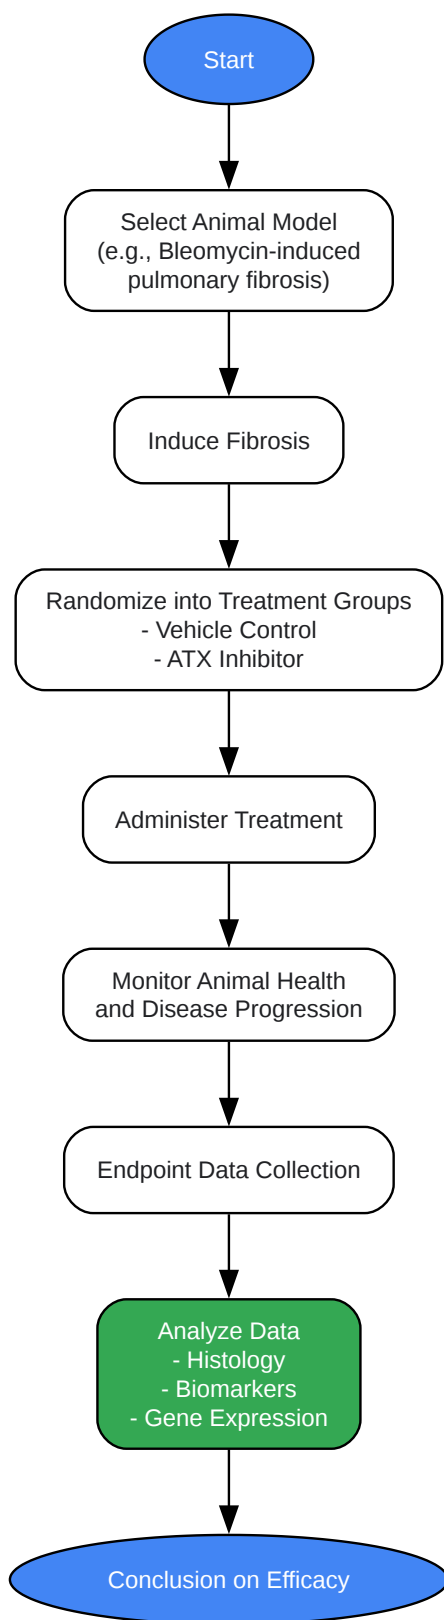 Start
Select Animal Model
(e.g., Bleomycin-induced
pulmonary fibrosis)
Induce Fibrosis
Randomize into Treatment Groups
- Vehicle Control
- ATX Inhibitor
Administer Treatment
Monitor Animal Health
and Disease Progression
Endpoint Data Collection
Analyze Data
- Histology
- Biomarkers
- Gene Expression
Conclusion on Efficacy